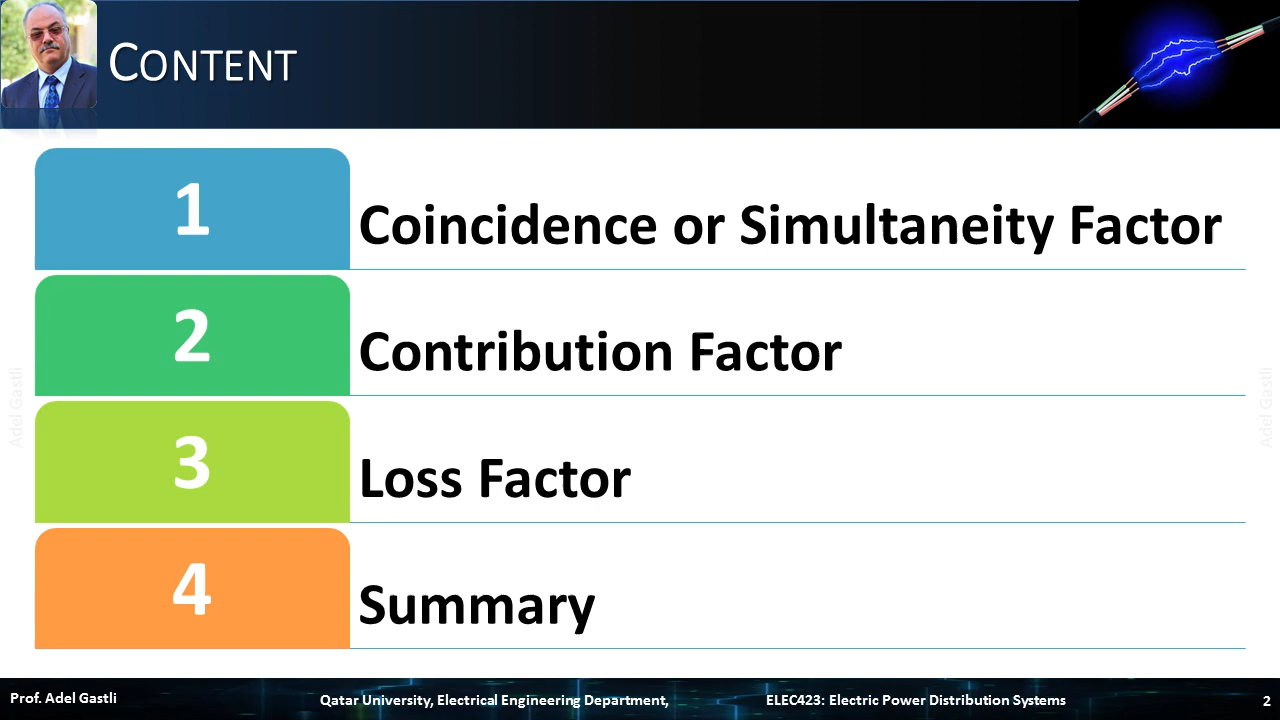 CONTENT
1
Coincidence or Simultaneity Factor
2
Contribution Factor
3
Loss Factor
4
Summary
Adel Gastli
Adel Gastli
Prof. Adel Gastli
Qatar University, Electrical Engineering Department,
ELEC423: Electric Power Distribution Systems
2